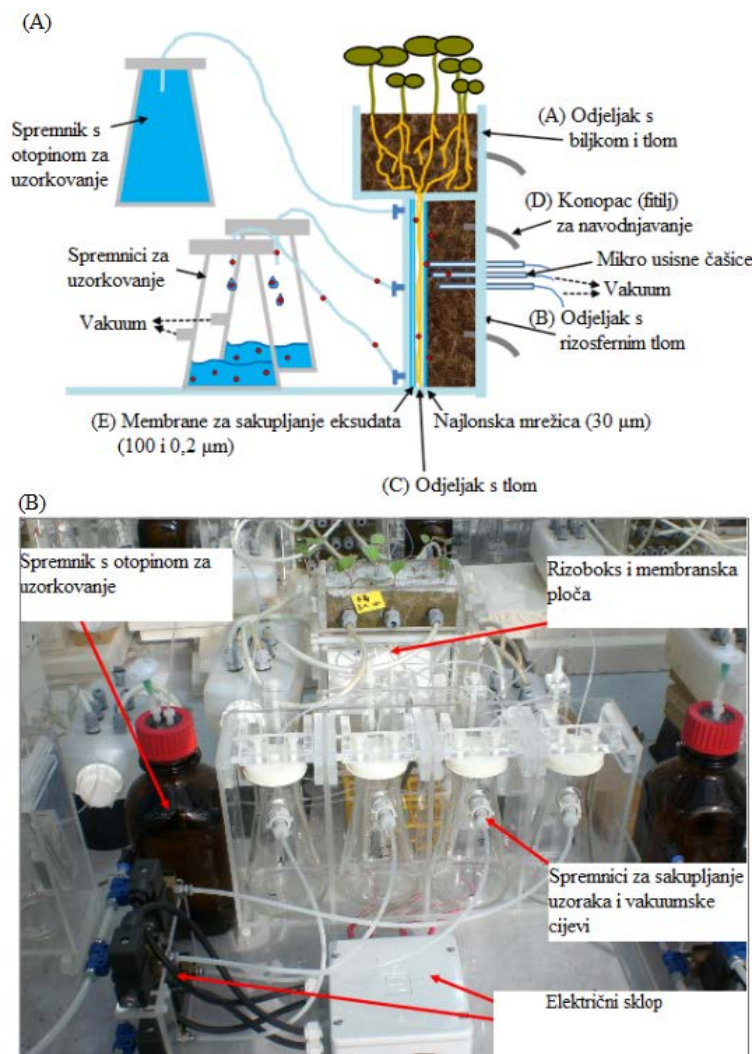 (A)
Spremnik s
otopinom za
uzorkovanje
(A) Odjeljak s
biljkom i tlom
(D) Konopac (fitilj)
za navodnjavanje
Spremnici za
uzorkovanje
Mikro usisne čašice
Vakuum
Vakuum
(B) Odjeljak s
rizosfernim tlom
(E) Membrane za sakupljanje eksudata
(100 i 0,2 µm)
Najlonska mrežica (30 µm)
(C) Odjeljak s tlom
(B)
Spremnik s otopinom za
uzorkovanje
Rizoboks i membranska
ploča
Spremnici za sakupljanje
uzoraka i vakuumske
cijevi
Električni sklop